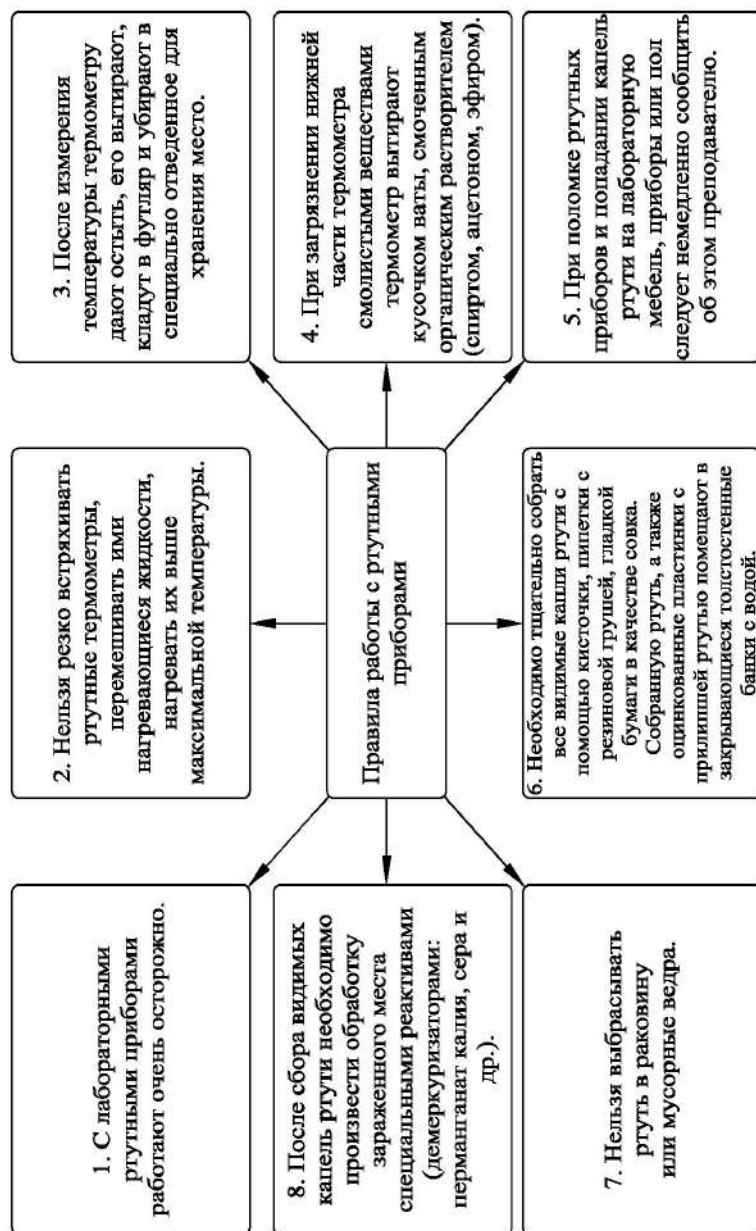 Правила работы с ртутными
приборами
1. С лабораторными
ртутными приборами
работают очень осторожно.
2. Нельзя резко встряхивать
ртутные термометры,
перемешивать ими
нагревающиеся жидкости,
нагревать их выше
максимальной температуры.
3. После измерения
температуры термометру
дают остыть, его вытирают,
кладут в футляр и убирают в
специально отведенное для
хранения место.
4. При загрязнении нижней
части термометра
смолистыми веществами
термометр вытирают
кусочком ваты, смоченным
органическим растворителем
(спиртом, ацетоном, эфиром).
5. При поломке ртутных
приборов и попадании капель
ртути на лабораторную
мебель, приборы или пол
следует немедленно сообщить
об этом преподавателю.
6. Необходимо тщательно собрать
все видимые капли ртути с
помощью кисточки, пипетки с
резиновой грушей, гладкой
бумаги в качестве совка.
Собранную ртуть, а также
оцинкованные пластинки с
прилипшей ртутью помещают в
закрывающиеся толстостенные
банки с водой.
7. Нельзя выбрасывать
ртуть в раковину
или мусорные ведра.
8. После сбора видимых
капель ртути необходимо
произвести обработку
зараженного места
специальными реактивами
(демеркуризаторами:
перманганат калия, сера и
др.).